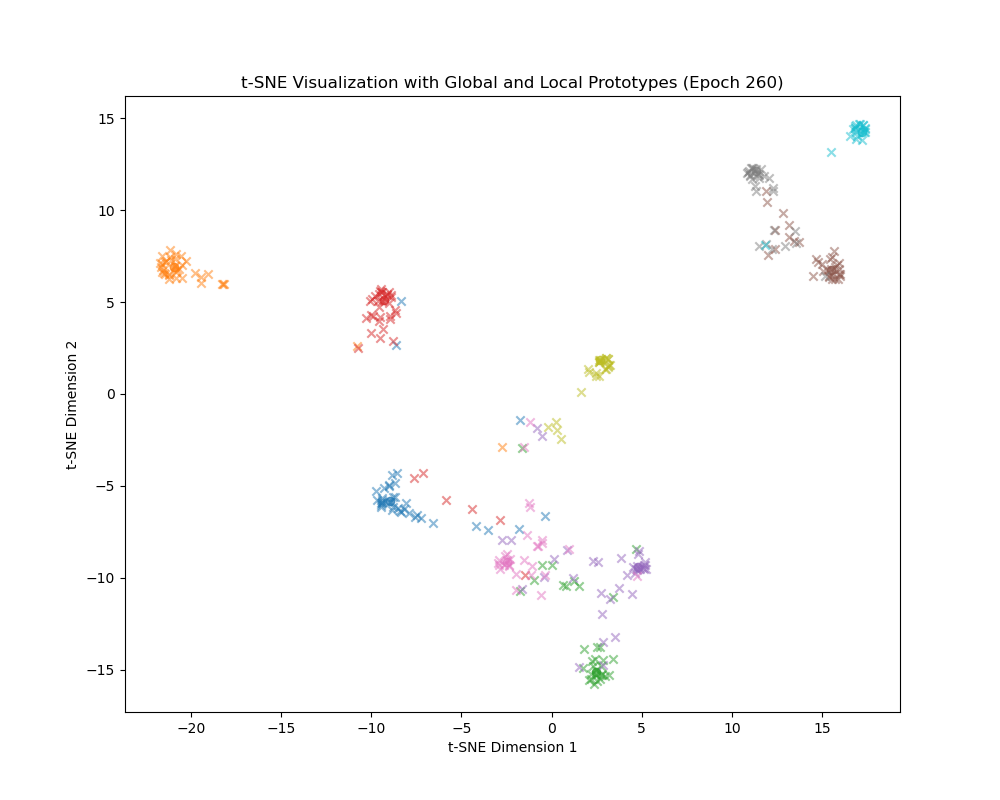 t-SNE Visualization with Global and Local Prototypes (Epoch 260)
15
10
5
0
−5
−10
−15
t-SNE Dimension 2
−20 −15 −10 −5 0 5 10 15
t-SNE Dimension 1